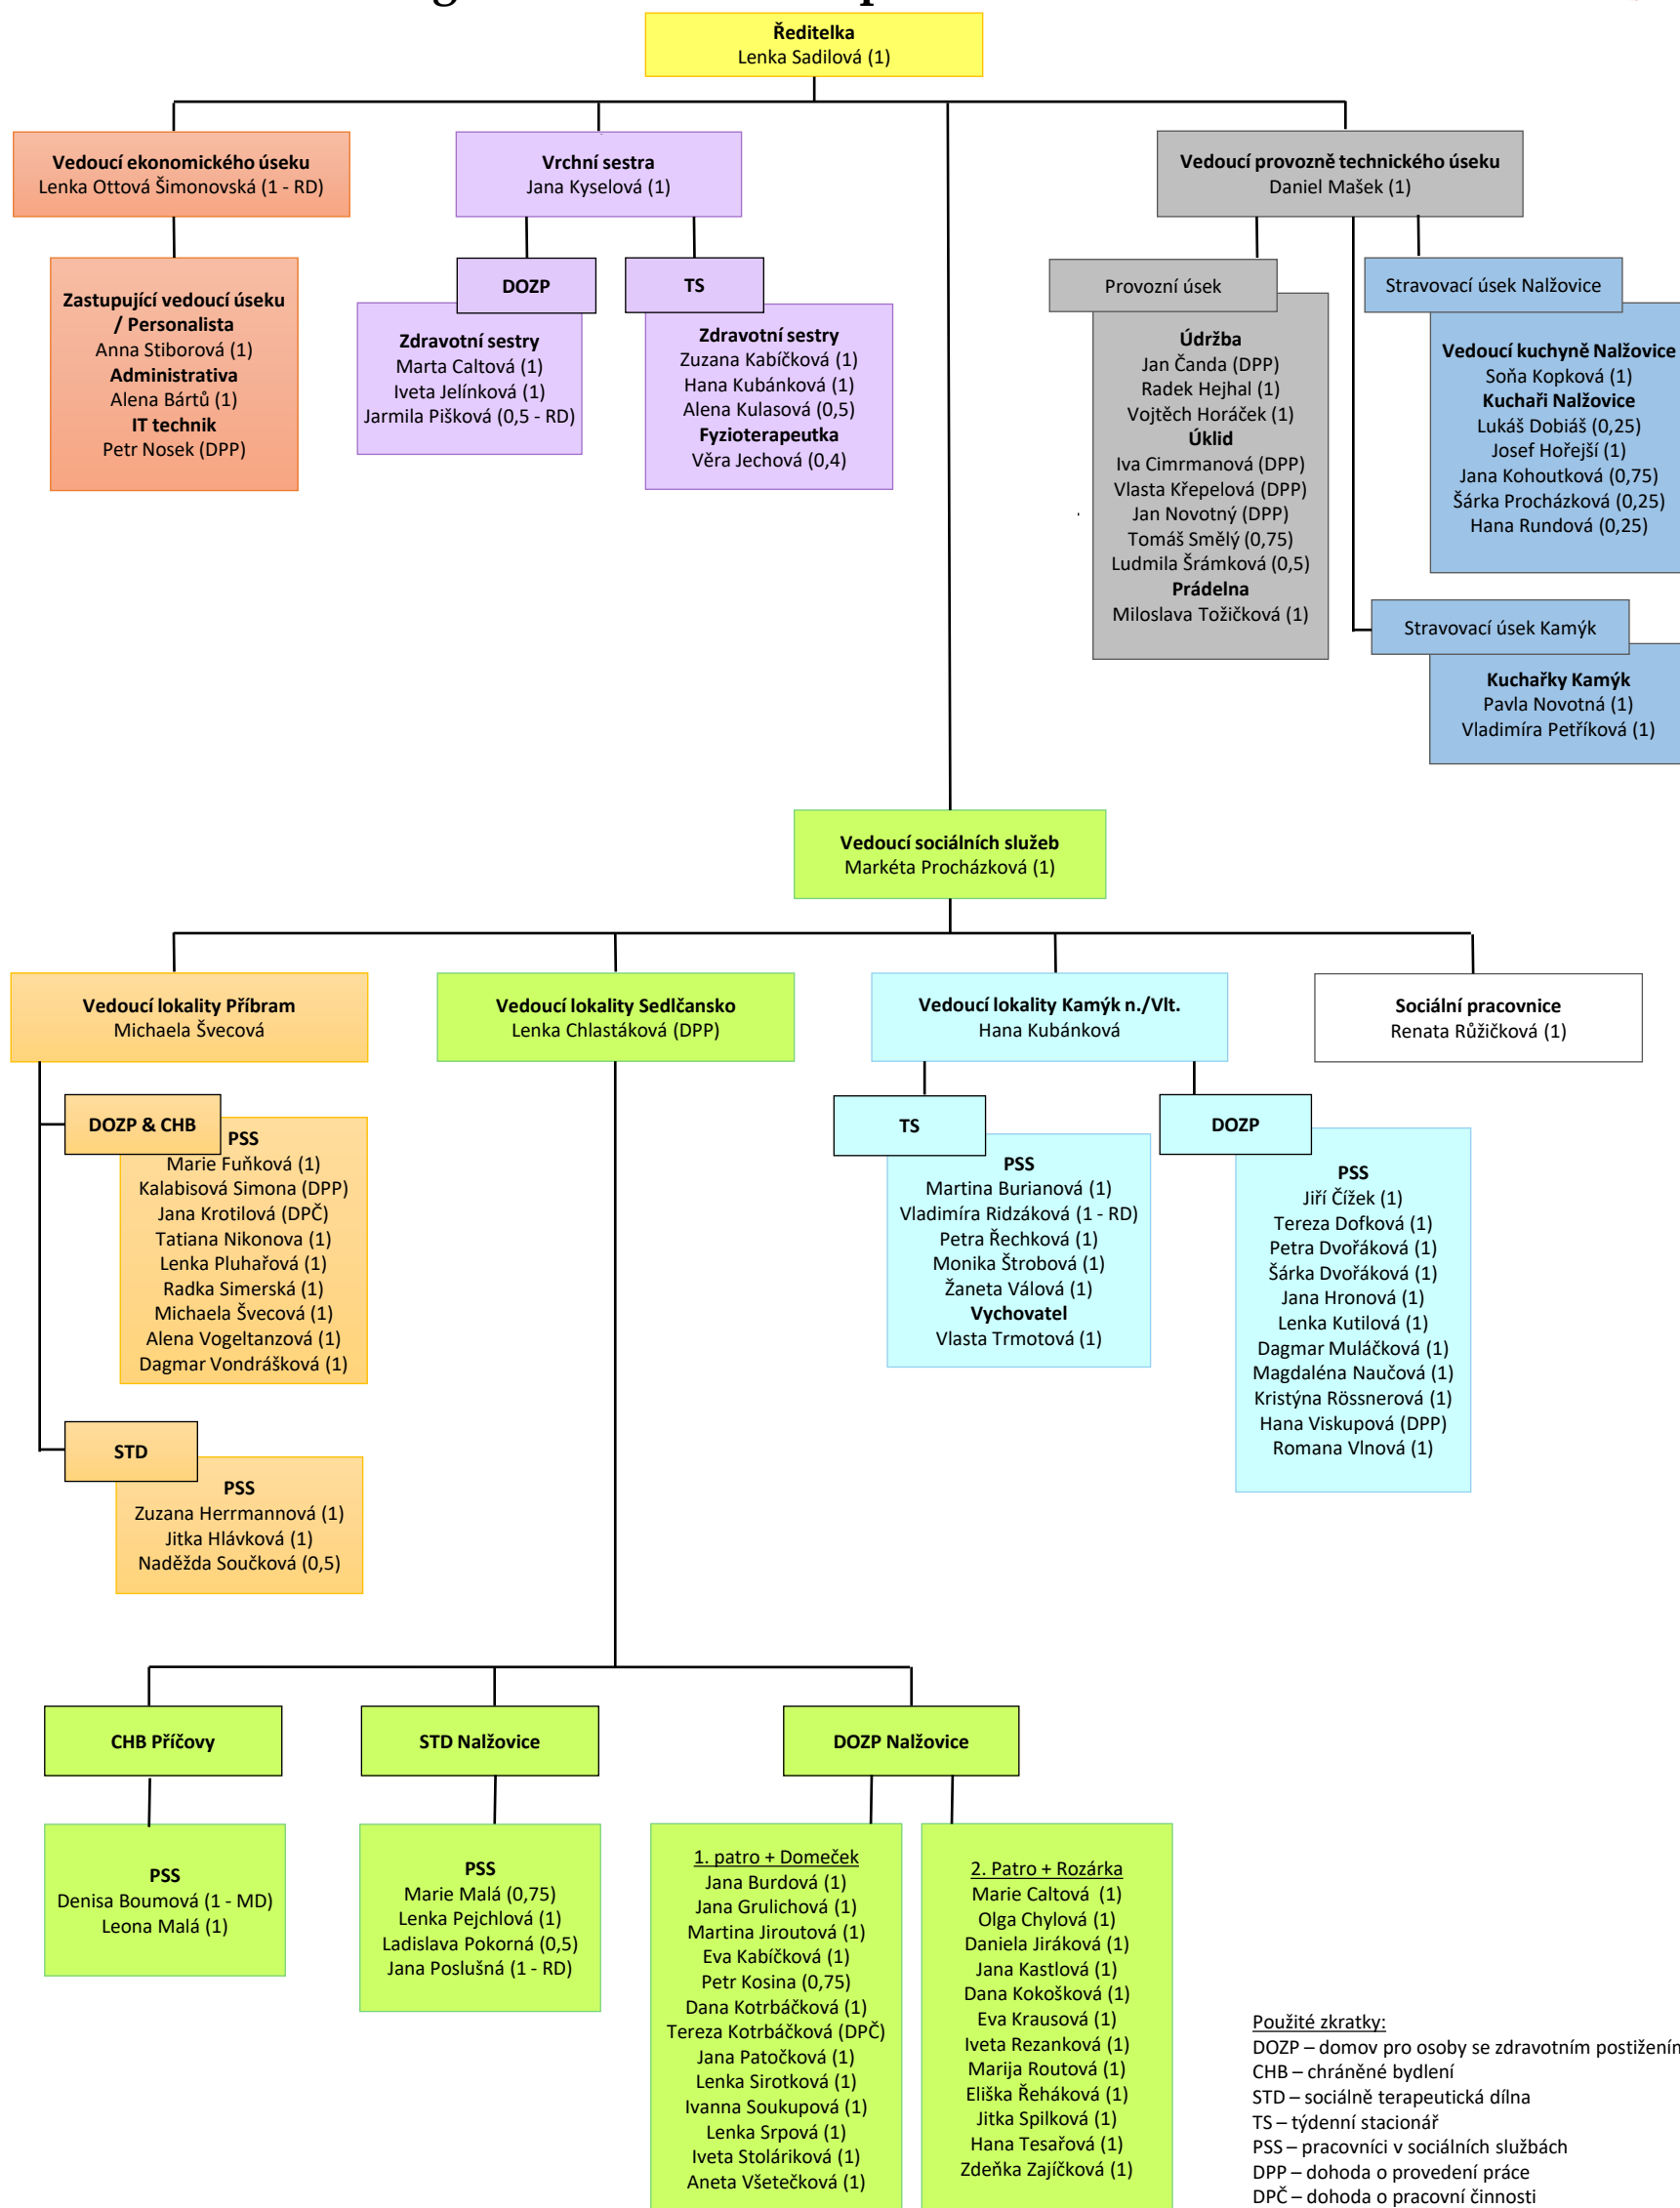 Ředitelka
Lenka Sadilová (1)
Vedoucí ekonomického úseku
Lenka Ottová Šimonovská (1 - RD)
Vrchní sestra
Jana Kyselová (1)
Vedoucí provozně technického úseku
Daniel Mašek (1)
Zastupující vedoucí úseku
/ Personalista
Anna Stiborová (1)
Administrativa
Alena Bártů (1)
IT technik
Petr Nosek (DPP)
DOZP
Zdravotní sestry
Marta Caltová (1)
Iveta Jelínková (1)
Jarmila Pišková (0,5 - RD)
TS
Zdravotní sestry
Zuzana Kabíčková (1)
Hana Kubánková (1)
Alena Kulasová (0,5)
Fyzioterapeutka
Věra Jechová (0,4)
Provozní úsek
Údržba
Jan Čanda (DPP)
Radek Hejhal (1)
Vojtěch Horáček (1)
Úklid
Iva Cimrmanová (DPP)
Vlasta Křepelová (DPP)
Jan Novotný (DPP)
Tomáš Smělý (0,75)
Ludmila Šrámková (0,5)
Prádelna
Miloslava Tožičková (1)
Stravovací úsek Nalžovice
Vedoucí kuchyně Nalžovice
Soňa Kopková (1)
Kuchaři Nalžovice
Lukáš Dobiáš (0,25)
Josef Hořejší (1)
Jana Kohoutková (0,75)
Šárka Procházková (0,25)
Hana Rundová (0,25)
Stravovací úsek Kamýk
Kuchařky Kamýk
Pavla Novotná (1)
Vladimíra Petříková (1)
Vedoucí sociálních služeb
Markéta Procházková (1)
Vedoucí lokality Příbram
Michaela Švecová
Vedoucí lokality Sedlčansko
Lenka Chlastáková (DPP)
Vedoucí lokality Kamýk n./Vlt.
Hana Kubánková
Sociální pracovnice
Renata Růžičková (1)
DOZP & CHB
PSS
Marie Fuňková (1)
Kalabisová Simona (DPP)
Jana Krotilová (DPČ)
Tatiana Nikonova (1)
Lenka Pluhařová (1)
Radka Simerská (1)
Michaela Švecová (1)
Alena Vogeltanzová (1)
Dagmar Vondrášková (1)
STD
PSS
Zuzana Herrmannová (1)
Jitka Hlávková (1)
Naděžda Součková (0,5)
TS
PSS
Martina Burianová (1)
Vladimíra Ridzáková (1 - RD)
Petra Řechková (1)
Monika Štrobová (1)
Žaneta Válová (1)
Vychovatel
Vlasta Trmotová (1)
DOZP
PSS
Jiří Čížek (1)
Tereza Dofková (1)
Petra Dvořáková (1)
Šárka Dvořáková (1)
Jana Hronová (1)
Lenka Kutilová (1)
Dagmar Muláčková (1)
Magdaléna Naučová (1)
Kristýna Rössnerová (1)
Hana Viskupová (DPP)
Romana Vlnová (1)
CHB Příčovy
PSS
Denisa Boumová (1 - MD)
Leona Malá (1)
STD Nalžovice
PSS
Marie Malá (0,75)
Lenka Pejchlová (1)
Ladislava Pokorná (0,5)
Jana Poslušná (1 - RD)
DOZP Nalžovice
1. patro + Domeček
Jana Burdová (1)
Jana Grulichová (1)
Martina Jiroutová (1)
Eva Kabíčková (1)
Petr Kosina (0,75)
Dana Kotrbáčková (1)
Tereza Kotrbáčková (DPČ)
Jana Patočková (1)
Lenka Sirotková (1)
Ivanna Soukupová (1)
Lenka Srpová (1)
Iveta Stoláriková (1)
Aneta Všetečková (1)
2. Patro + Rozárka
Marie Caltová (1)
Olga Chylová (1)
Daniela Jiráková (1)
Jana Kastlová (1)
Dana Kokošková (1)
Eva Krausová (1)
Iveta Rezanková (1)
Marija Routová (1)
Eliška Řeháková (1)
Jitka Spilková (1)
Hana Tesařová (1)
Zdeňka Zajíčková (1)
Použité zkratky:
DOZP – domov pro osoby se zdravotním postižením
CHB – chráněné bydlení
STD – sociálně terapeutická dílna
TS – týdenní stacionář
PSS – pracovníci v sociálních službách
DPP – dohoda o provedení práce
DPČ – dohoda o pracovní činnosti